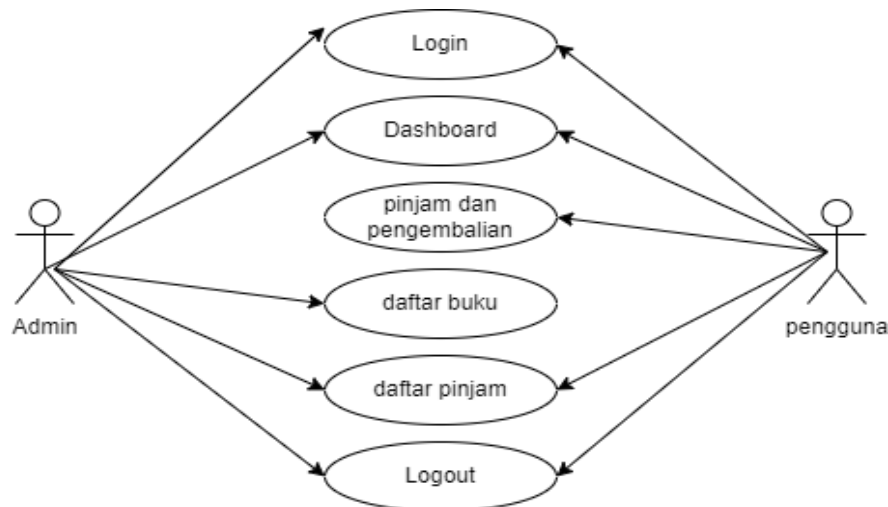 Login
Dashboard
pinjam dan
pengembalian
daftar buku
Admin
pengguna
daftar pinjam
Logout